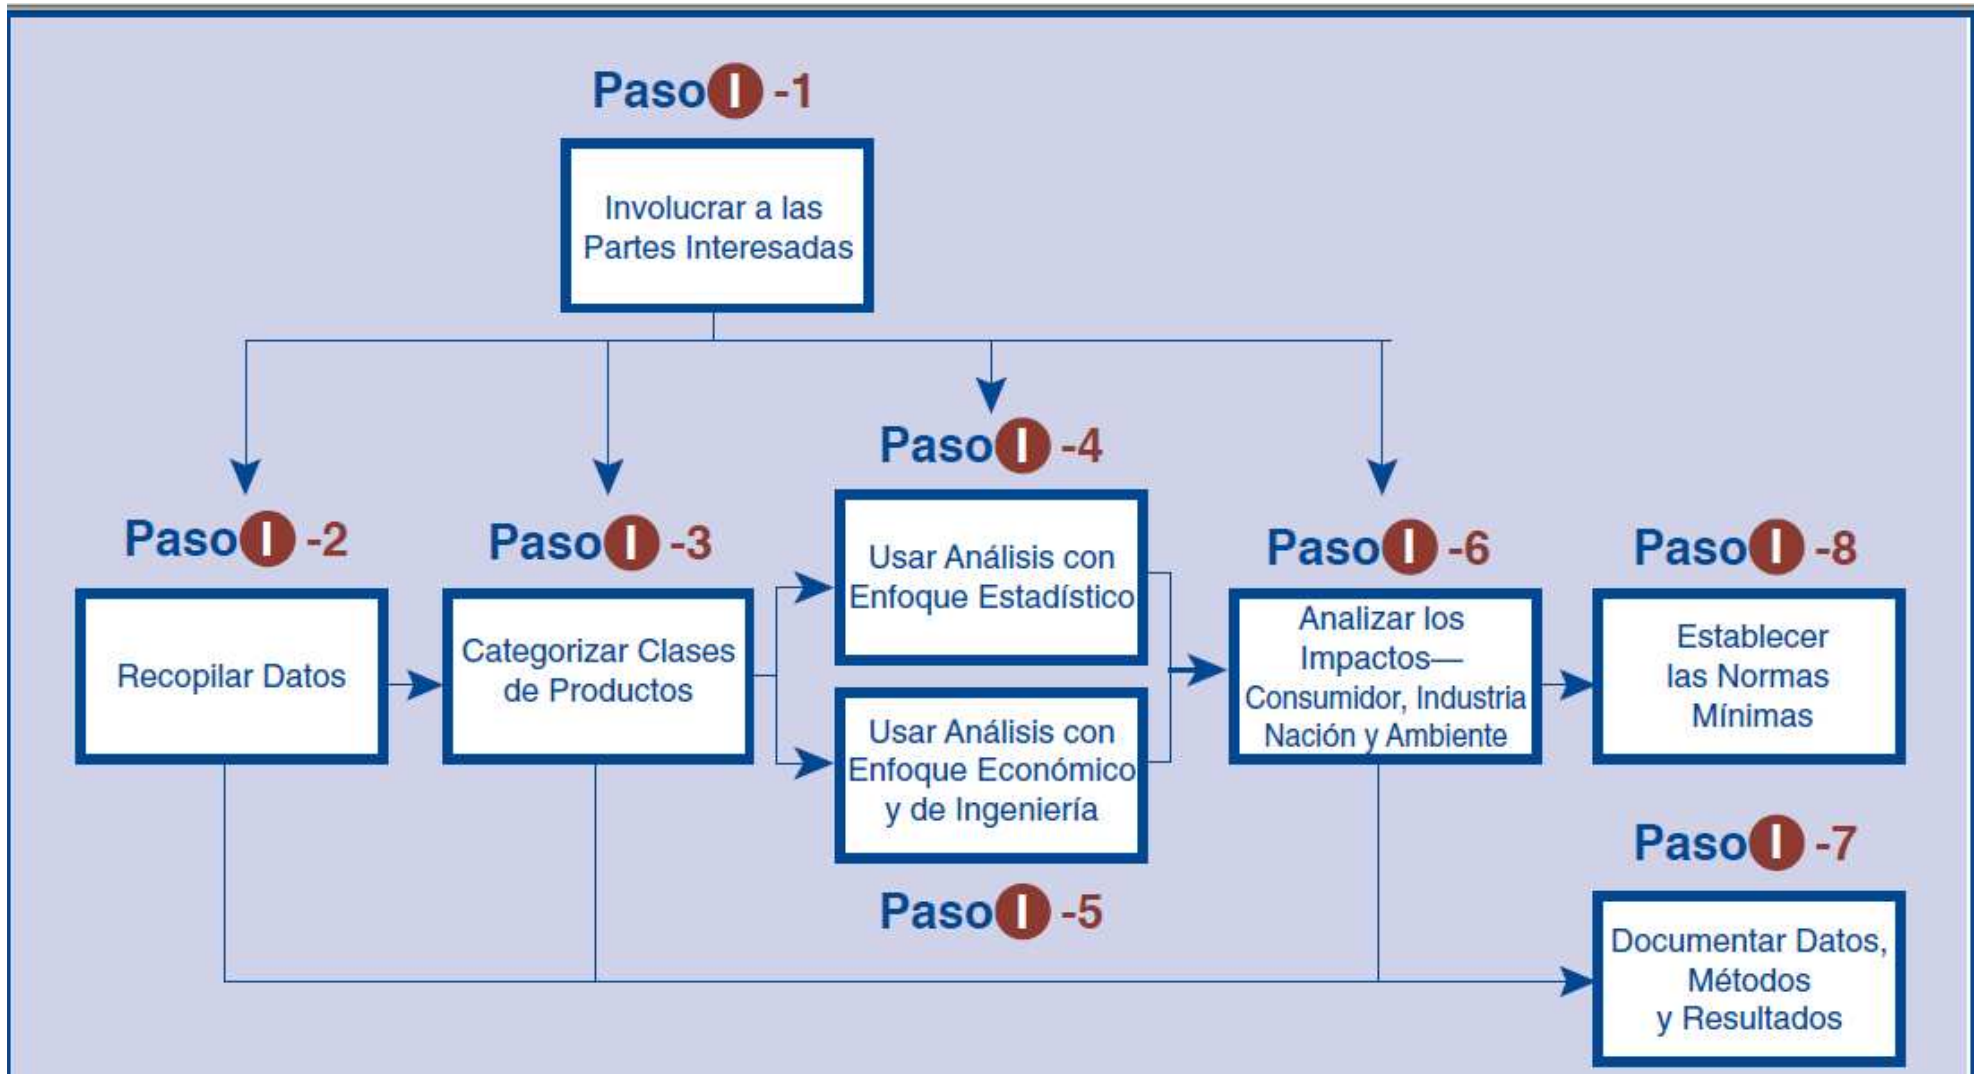 Paso I -1
Involucrar a las
Partes Interesadas
Paso I -2
Recopilar Datos
Paso I -3
Categorizar Clases
de Productos
Paso I -4
Usar Análisis con
Enfoque Estadístico
Usar Análisis con
Enfoque Económico
y de Ingeniería
Paso I -5
Paso I -6
Analizar los
Impactos—
Consumidor, Industria
Nación y Ambiente
Paso I -8
Establecer
las Normas
Mínimas
Paso I -7
Documentar Datos,
Métodos
y Resultados